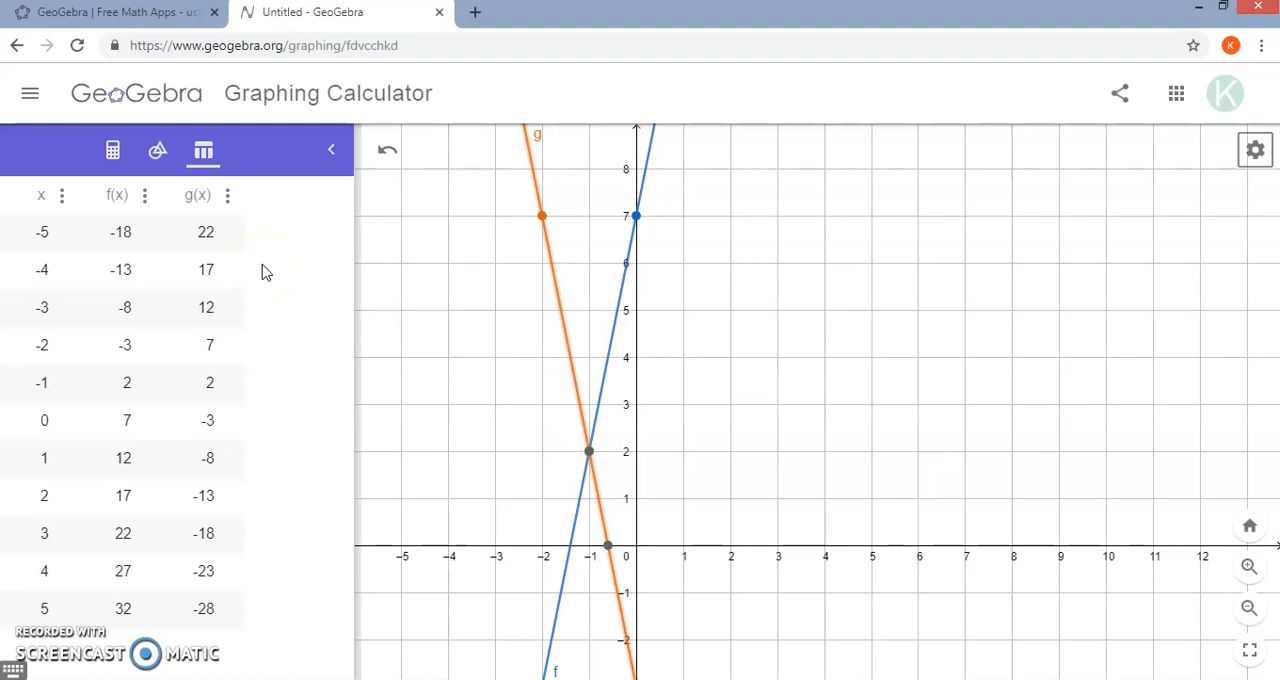 GeoGebra | Free Math Apps - us
Untitled - GeoGebra
https://www.geogebra.org/graphing/fdvcchkd
K
GeoGebra Graphing Calculator
K
x f(x) g(x)
-5 -18 22
-4 -13 17
-3 -8 12
-2 -3 7
-1 2 2
0 7 -3
1 12 -8
2 17 -13
3 22 -18
4 27 -23
5 32 -28
RECORDED WITH
SCREENCAST MATIC
g
8
7
6
5
4
3
2
1
-5 -4 -3 -2 -1 0 1 2 3 4 5 6 7 8 9 10 11 12
-1
-2
f